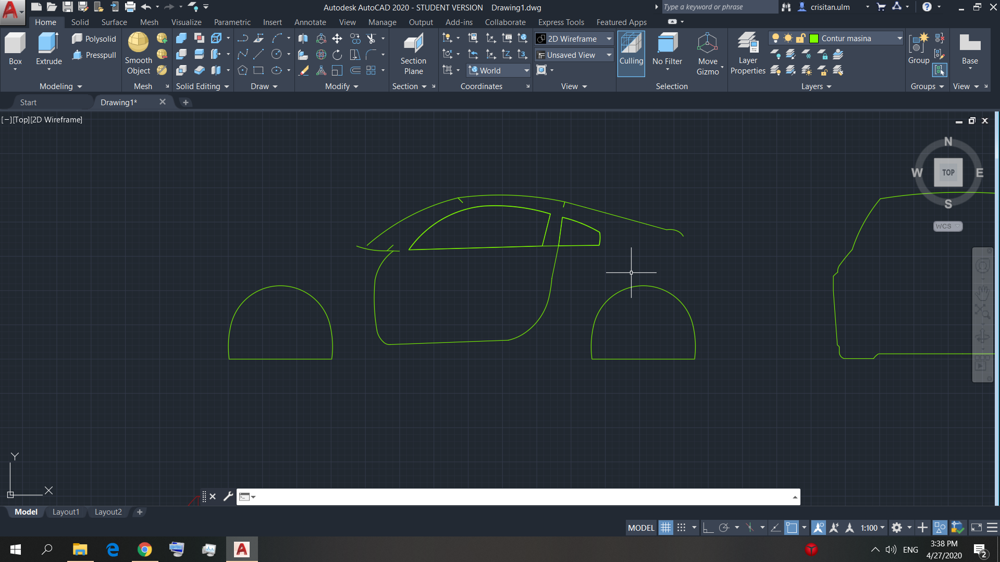 Autodesk AutoCAD 2020 - STUDENT VERSION Drawing1.dwg
Type a keyword or phrase
crisitan.ulm
Home Solid Surface Mesh Visualize Parametric Insert Annotate View Manage Output Add-ins Collaborate Express Tools Featured Apps
Box
Extrude
Polysolid
Presspull
Smooth Object
2D Wireframe
Unsaved View
World
Section Plane
Culling
No Filter
Move Gizmo
Layer Properties
Contur masina
Group
Base
Modeling Mesh Solid Editing Draw Modify Section Coordinates View Selection Layers Groups View
Start Drawing1*
[−][Top][2D Wireframe]
N
W TOP E
S
WCS
Y
X
Model Layout1 Layout2
MODEL 1:100
3:38 PM
ENG
4/27/2020
2